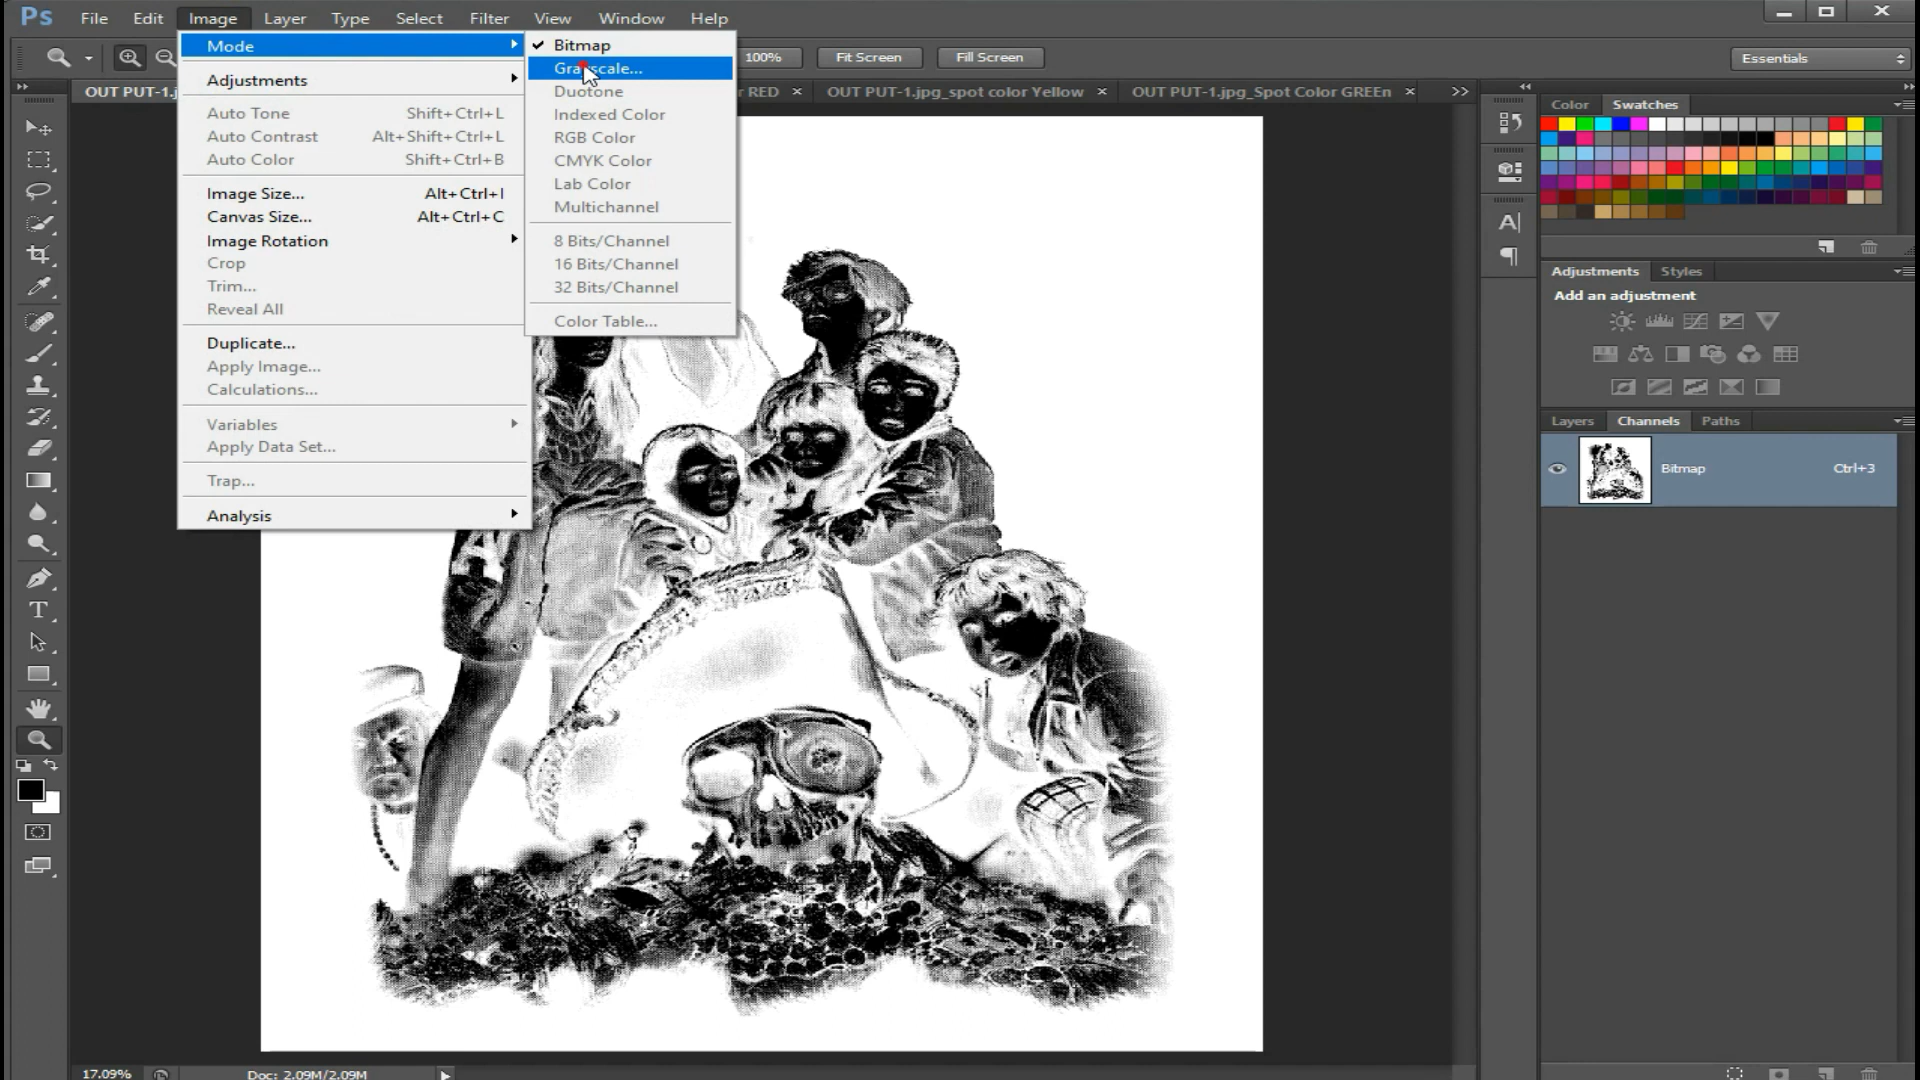 Ps File Edit Image Layer Type Select Filter View Window Help
Mode
Bitmap
Grayscale...
100% Fit Screen Fill Screen Essentials
Adjustments
OUT PUT-1.j RED × OUT PUT-1.jpg_spot color Yellow × OUT PUT-1.jpg_Spot Color GREEn × >>
Duotone
Auto Tone Shift+Ctrl+L
Indexed Color
Auto Contrast Alt+Shift+Ctrl+L
RGB Color
Auto Color Shift+Ctrl+B
CMYK Color
Lab Color
Image Size... Alt+Ctrl+I
Multichannel
Canvas Size... Alt+Ctrl+C
Image Rotation
8 Bits/Channel
Crop
16 Bits/Channel
Trim...
32 Bits/Channel
Reveal All
Color Table...
Duplicate...
Apply Image...
Calculations...
Variables
Apply Data Set...
Trap...
Analysis
Color Swatches
Adjustments Styles
Add an adjustment
Layers Channels Paths
Bitmap Ctrl+3
17.09% Doc: 2.09M/2.09M